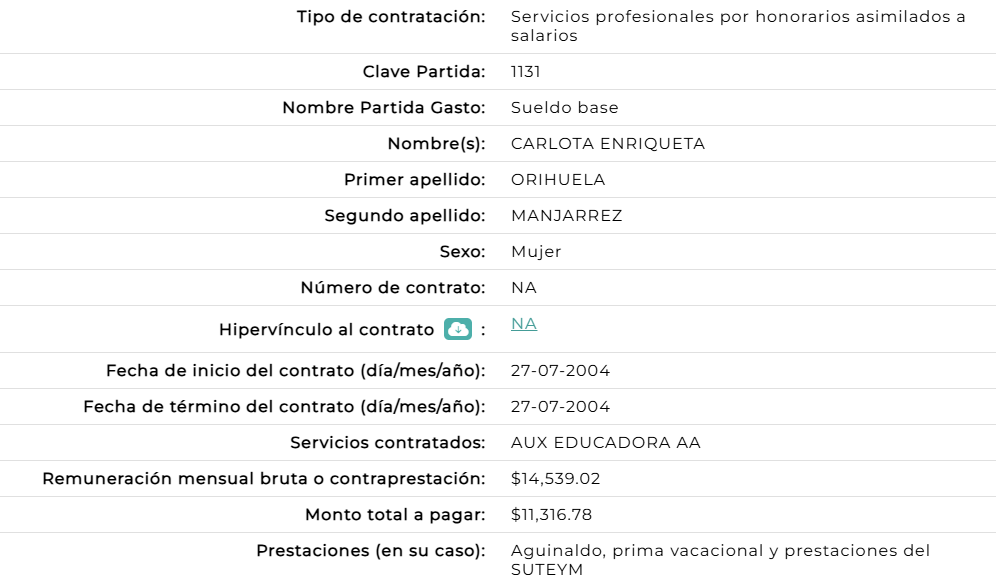 Tipo de contratación: Servicios profesionales por honorarios asimilados a
salarios
Clave Partida: 1131
Nombre Partida Gasto: Sueldo base
Nombre(s): CARLOTA ENRIQUETA
Primer apellido: ORIHUELA
Segundo apellido: MANJARREZ
Sexo: Mujer
Número de contrato: NA
Hipervínculo al contrato : NA
Fecha de inicio del contrato (día/mes/año): 27-07-2004
Fecha de término del contrato (día/mes/año): 27-07-2004
Servicios contratados: AUX EDUCADORA AA
Remuneración mensual bruta o contraprestación: $14,539.02
Monto total a pagar: $11,316.78
Prestaciones (en su caso): Aguinaldo, prima vacacional y prestaciones del
SUTEYM